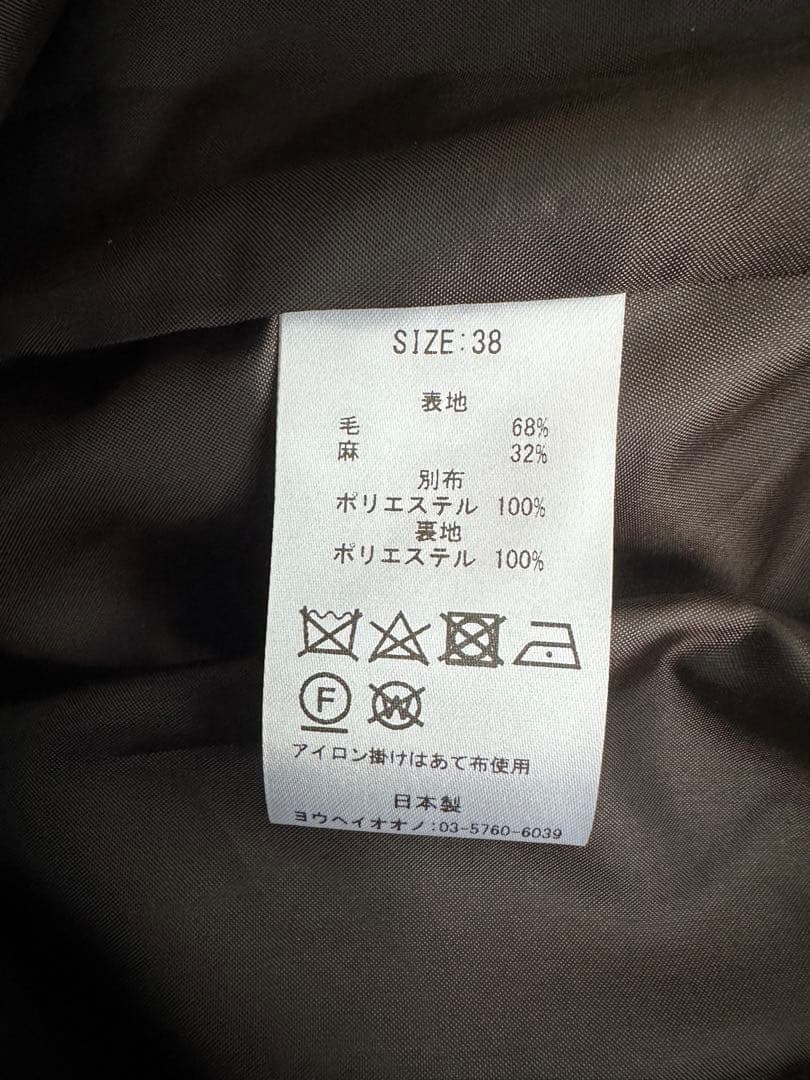 SIZE:38
表地
毛 68%
麻 32%
別布
ポリエステル 100%
裏地
ポリエステル 100%
F W
アイロン掛けはあて布使用
日本製
ヨウヘイオオノ:03-5760-6039